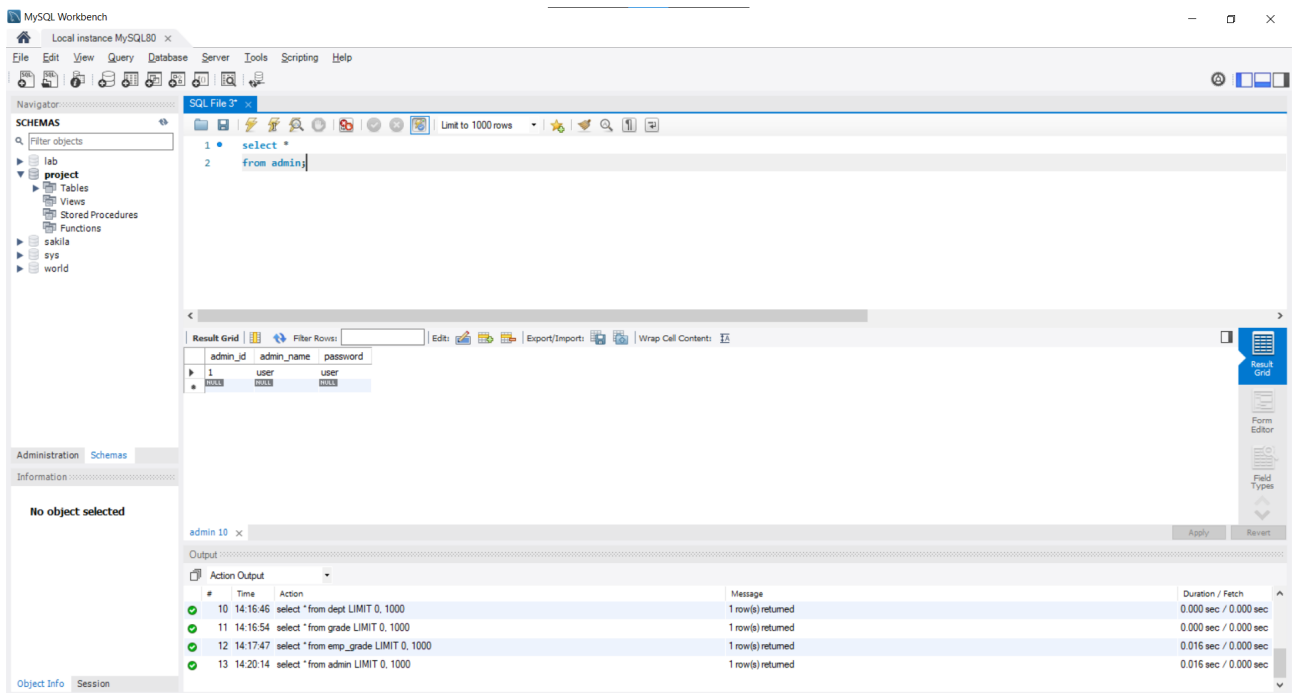 MySQL Workbench
Local instance MySQL80
File Edit View Query Database Server Tools Scripting Help
Navigator
SCHEMAS
Filter objects
lab
project
Tables
Views
Stored Procedures
Functions
sakila
sys
world
Administration Schemas
Information
No object selected
Object Info Session
SQL File 3*
Limit to 1000 rows
1 select *
2 from admin;
Result Grid Filter Rows: Edit: Export/Import: Wrap Cell Content:
admin_id admin_name password
1 user user
NULL NULL NULL
Result Grid
Form Editor
Field Types
admin 10
Apply Revert
Output
Action Output
# Time Action Message Duration / Fetch
10 14:16:46 select * from dept LIMIT 0, 1000 1 row(s) returned 0.000 sec / 0.000 sec
11 14:16:54 select * from grade LIMIT 0, 1000 1 row(s) returned 0.000 sec / 0.000 sec
12 14:17:47 select * from emp_grade LIMIT 0, 1000 1 row(s) returned 0.016 sec / 0.000 sec
13 14:20:14 select * from admin LIMIT 0, 1000 1 row(s) returned 0.016 sec / 0.000 sec